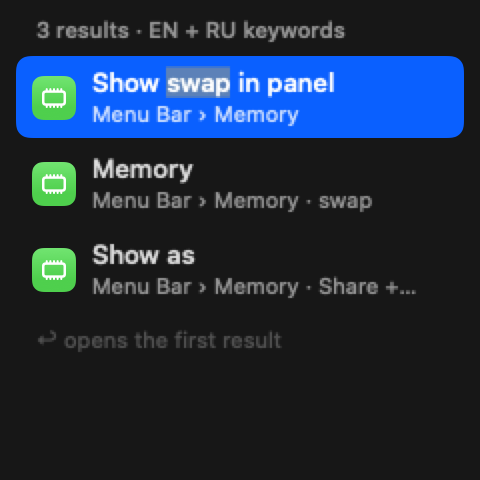 3 results · EN + RU keywords
Show swap in panel
Menu Bar › Memory
Memory
Menu Bar › Memory · swap
Show as
Menu Bar › Memory · Share +...
↩ opens the first result